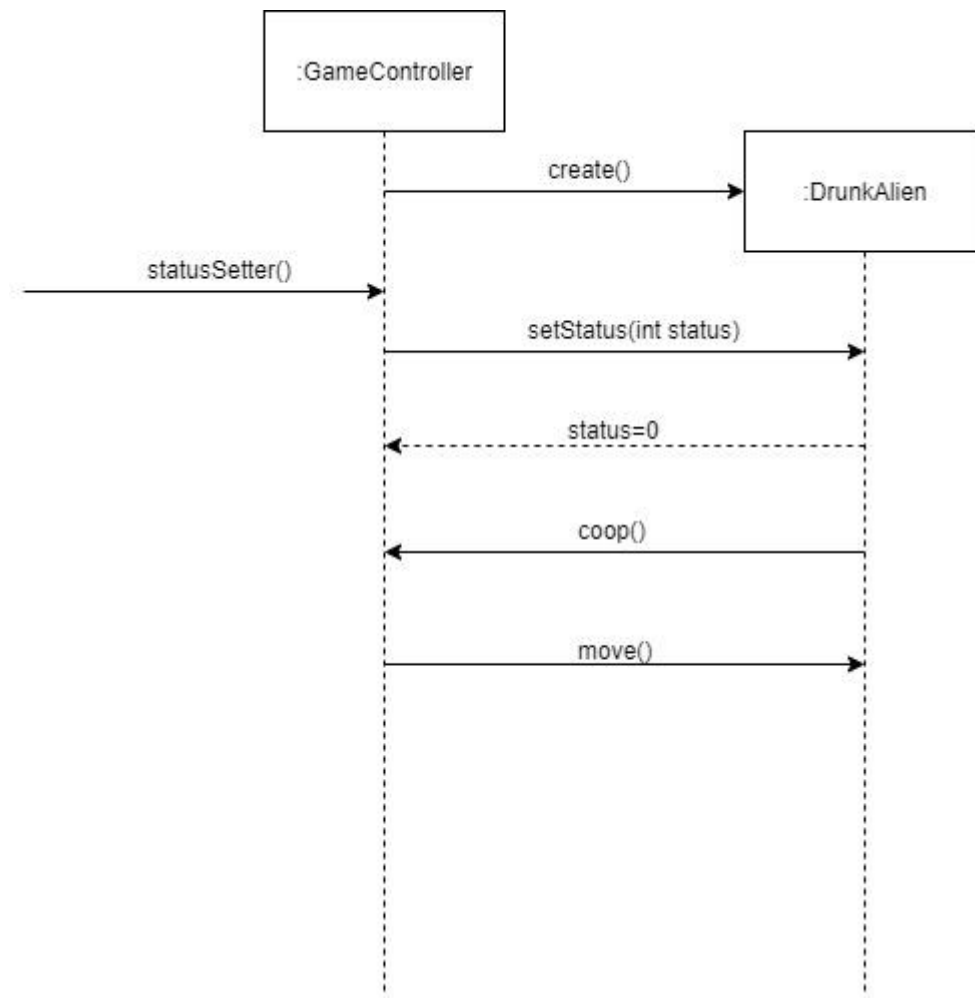 :GameController
create()
:DrunkAlien
statusSetter()
setStatus(int status)
status=0
coop()
move()